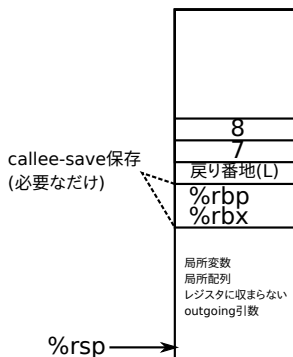 8
7
戻り番地(L)
callee-save保存
(必要なだけ)
%rbp
%rbx
局所変数
局所配列
レジスタに収まらない
outgoing引数
%rsp